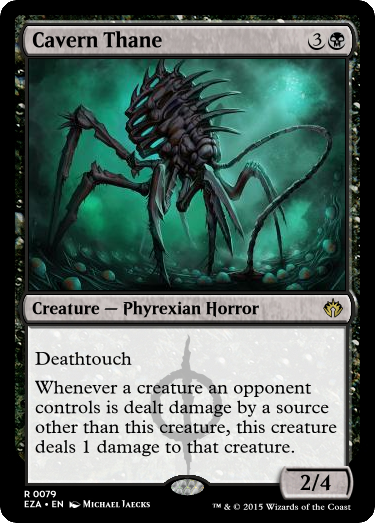 Cavern Thane 3
Creature — Phyrexian Horror
Deathtouch
Whenever a creature an opponent
controls is dealt damage by a source
other than this creature, this creature
deals 1 damage to that creature.
2/4
R 0079
EZA • EN Michael Jaecks
™ & © 2015 Wizards of the Coast